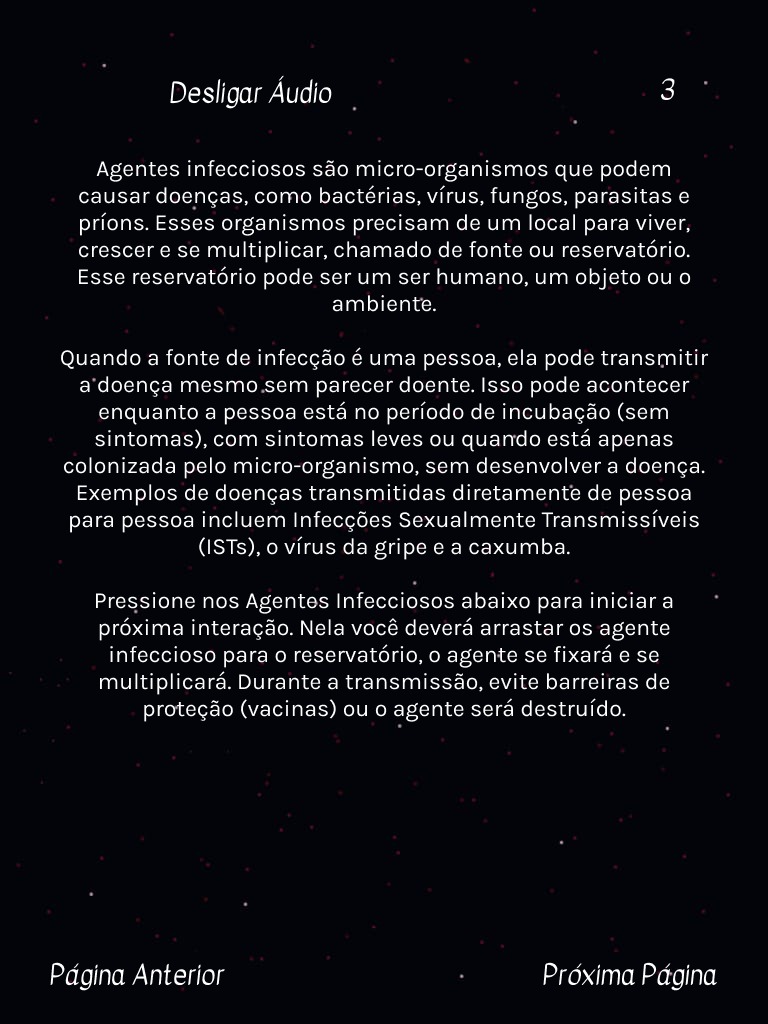 Desligar Áudio
3
Agentes infecciosos são micro-organismos que podem
causar doenças, como bactérias, vírus, fungos, parasitas e
príons. Esses organismos precisam de um local para viver,
crescer e se multiplicar, chamado de fonte ou reservatório.
Esse reservatório pode ser um ser humano, um objeto ou o
ambiente.
Quando a fonte de infecção é uma pessoa, ela pode transmitir
a doença mesmo sem parecer doente. Isso pode acontecer
enquanto a pessoa está no período de incubação (sem
sintomas), com sintomas leves ou quando está apenas
colonizada pelo micro-organismo, sem desenvolver a doença.
Exemplos de doenças transmitidas diretamente de pessoa
para pessoa incluem Infecções Sexualmente Transmissíveis
(ISTs), o vírus da gripe e a caxumba.
Pressione nos Agentes Infecciosos abaixo para iniciar a
próxima interação. Nela você deverá arrastar os agente
infeccioso para o reservatório, o agente se fixará e se
multiplicará. Durante a transmissão, evite barreiras de
proteção (vacinas) ou o agente será destruído.
Página Anterior
Próxima Página